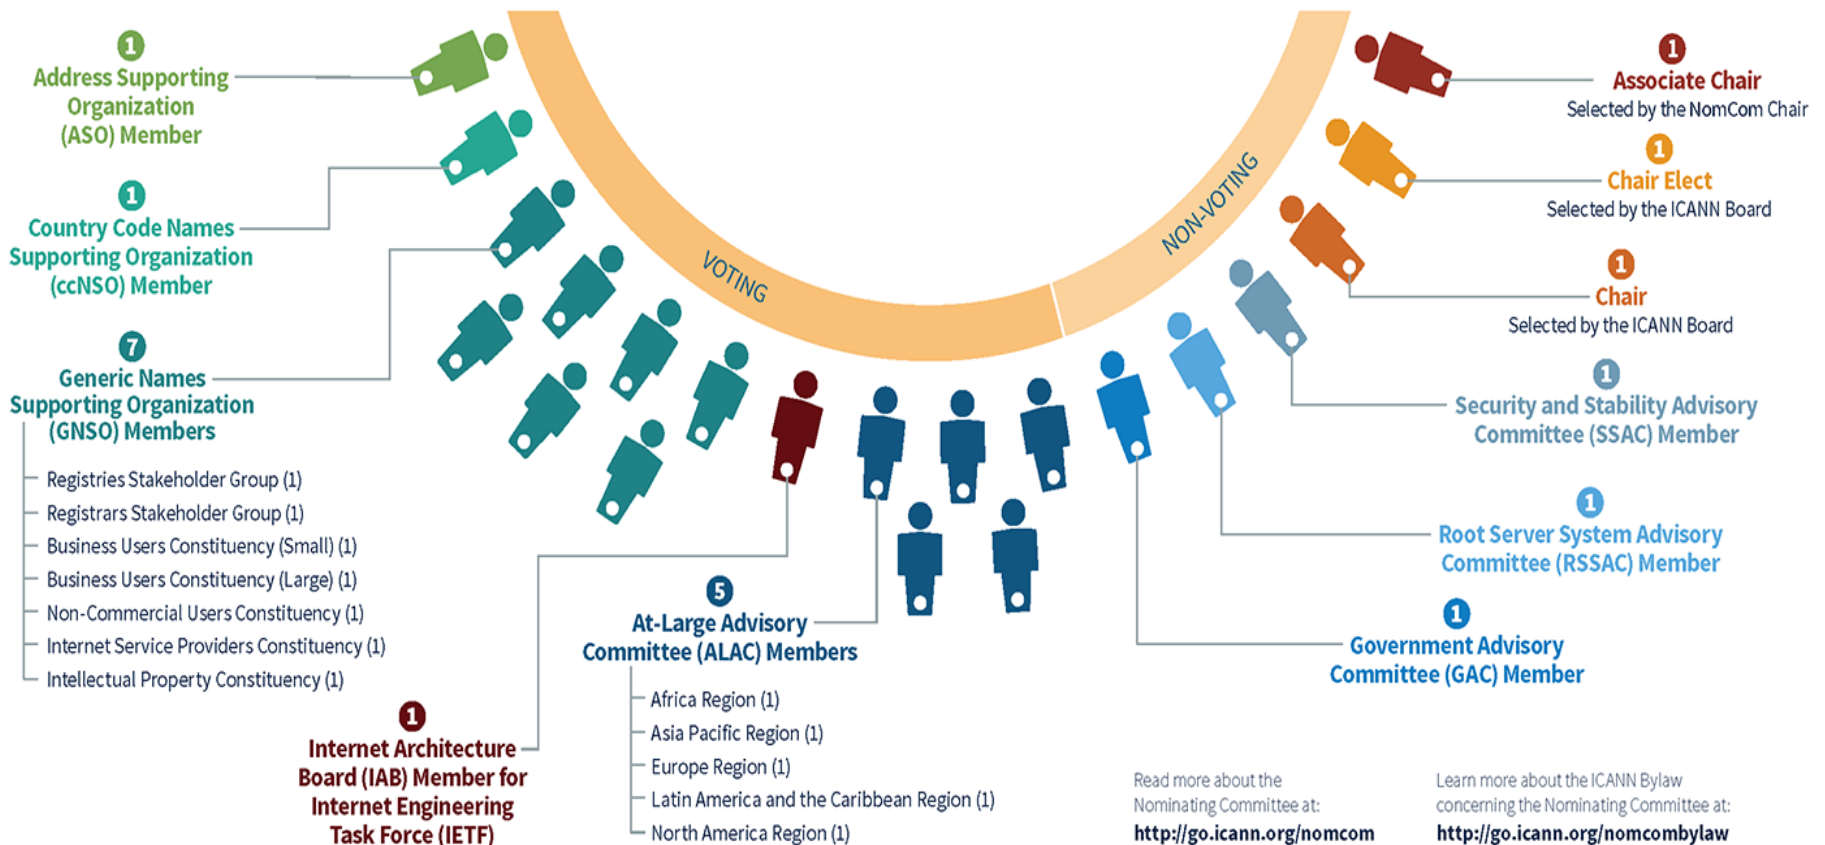 1
Address Supporting
Organization
(ASO) Member
1
Country Code Names
Supporting Organization
(ccNSO) Member
7
Generic Names
Supporting Organization
(GNSO) Members
Registries Stakeholder Group (1)
Registrars Stakeholder Group (1)
Business Users Constituency (Small) (1)
Business Users Constituency (Large) (1)
Non-Commercial Users Constituency (1)
Internet Service Providers Constituency (1)
Intellectual Property Constituency (1)
1
Internet Architecture
Board (IAB) Member for
Internet Engineering
Task Force (IETF)
5
At-Large Advisory
Committee (ALAC) Members
Africa Region (1)
Asia Pacific Region (1)
Europe Region (1)
Latin America and the Caribbean Region (1)
North America Region (1)
VOTING
NON-VOTING
1
Associate Chair
Selected by the NomCom Chair
1
Chair Elect
Selected by the ICANN Board
1
Chair
Selected by the ICANN Board
1
Security and Stability Advisory
Committee (SSAC) Member
1
Root Server System Advisory
Committee (RSSAC) Member
1
Government Advisory
Committee (GAC) Member
Read more about the
Nominating Committee at:
http://go.icann.org/nomcom
Learn more about the ICANN Bylaw
concerning the Nominating Committee at:
http://go.icann.org/nomcombylaw